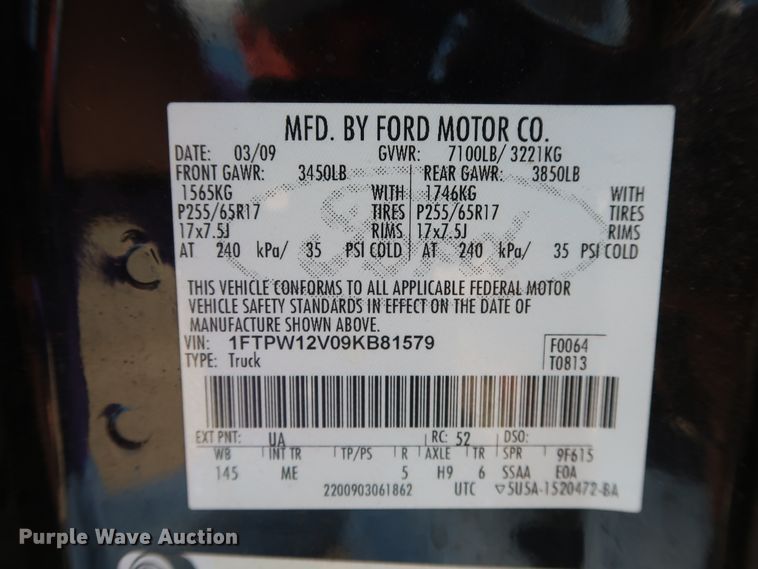 MFD. BY FORD MOTOR CO.
DATE: 03/09 GVWR: 7100LB/ 3221KG
FRONT GAWR: 3450LB REAR GAWR: 3850LB
1565KG WITH 1746KG WITH
P255/65R17 TIRES P255/65R17 TIRES
17x7.5J RIMS 17x7.5J RIMS
AT 240 kPa/ 35 PSI COLD AT 240 kPa/ 35 PSI COLD
Ford
THIS VEHICLE CONFORMS TO ALL APPLICABLE FEDERAL MOTOR
VEHICLE SAFETY STANDARDS IN EFFECT ON THE DATE OF
MANUFACTURE SHOWN ABOVE.
VIN: 1FTPW12V09KB81579 F0064
TYPE: Truck T0813
EXT PNT: UA RC: 52 DSO:
WB INT TR TP/PS R AXLE TR SPR 9F615
145 ME 5 H9 6 SSAA EOA
2200903061862 UTC ▽5U5A-1520472-BA
Purple Wave Auction